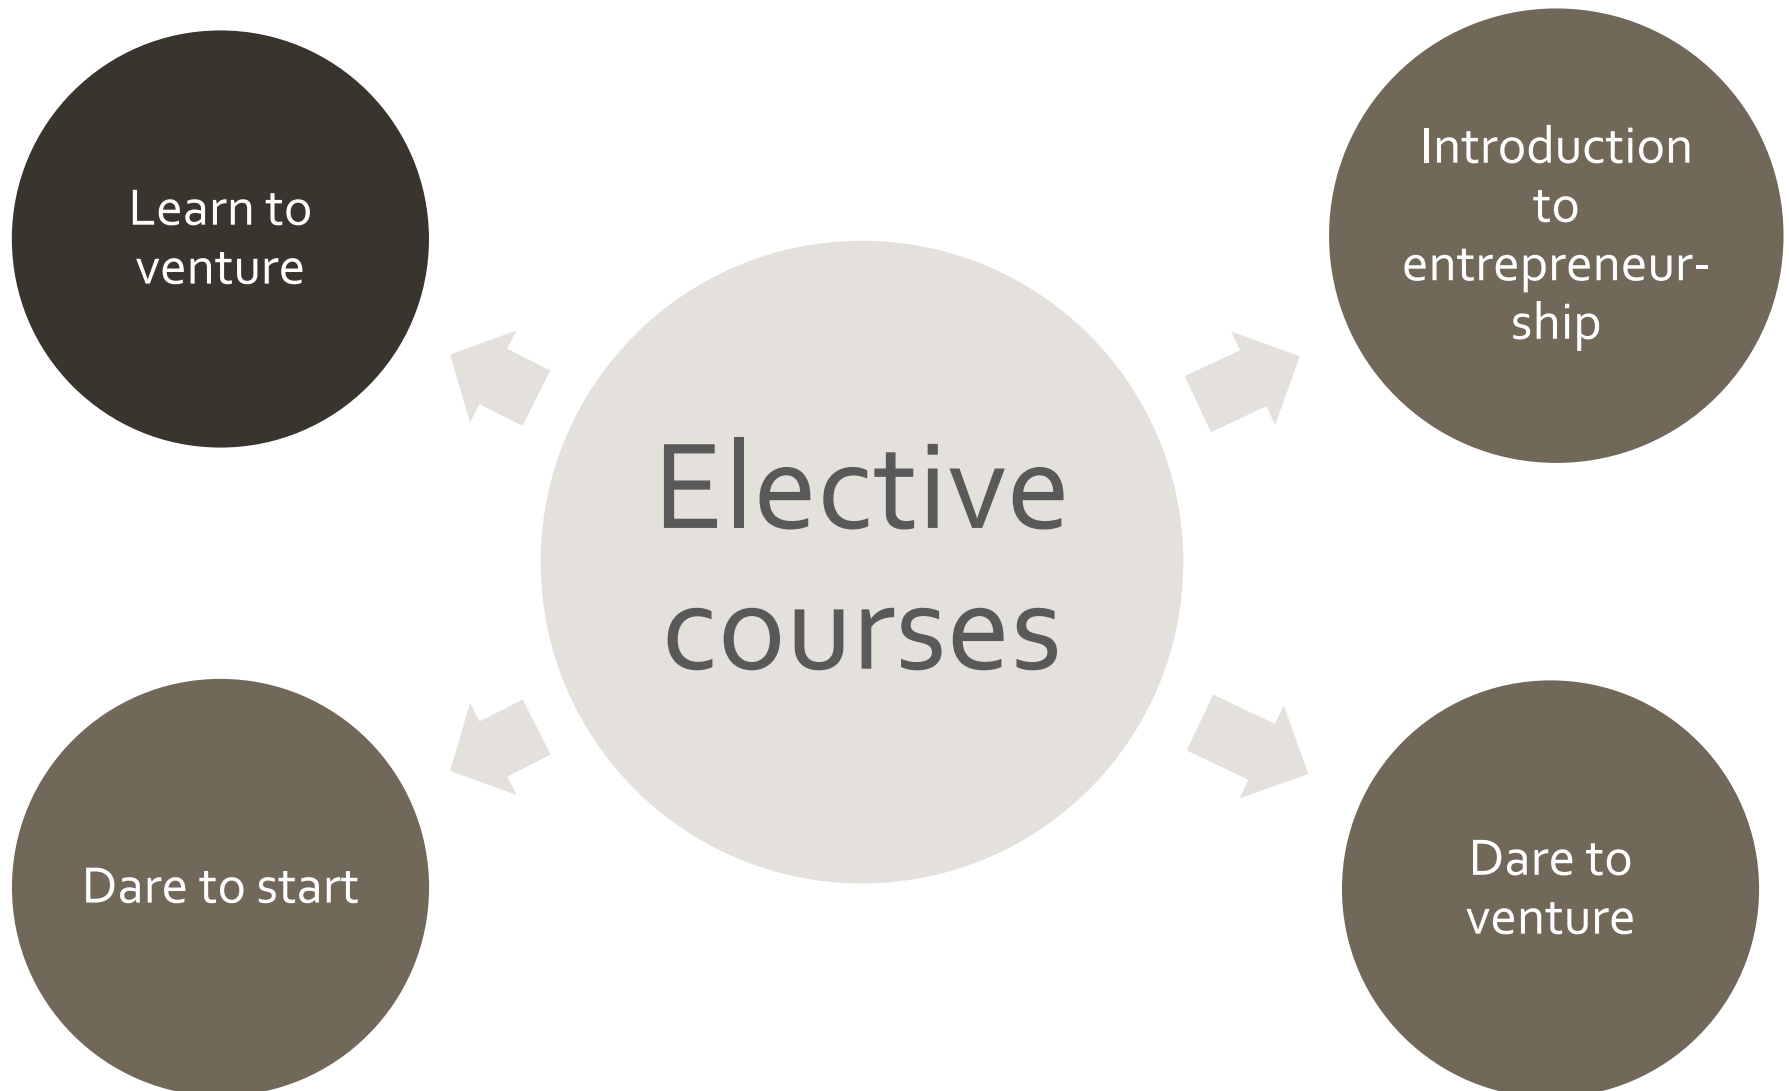 Learn to
venture
Introduction
to
entrepreneur-
ship
Elective
courses
Dare to start
Dare to
venture